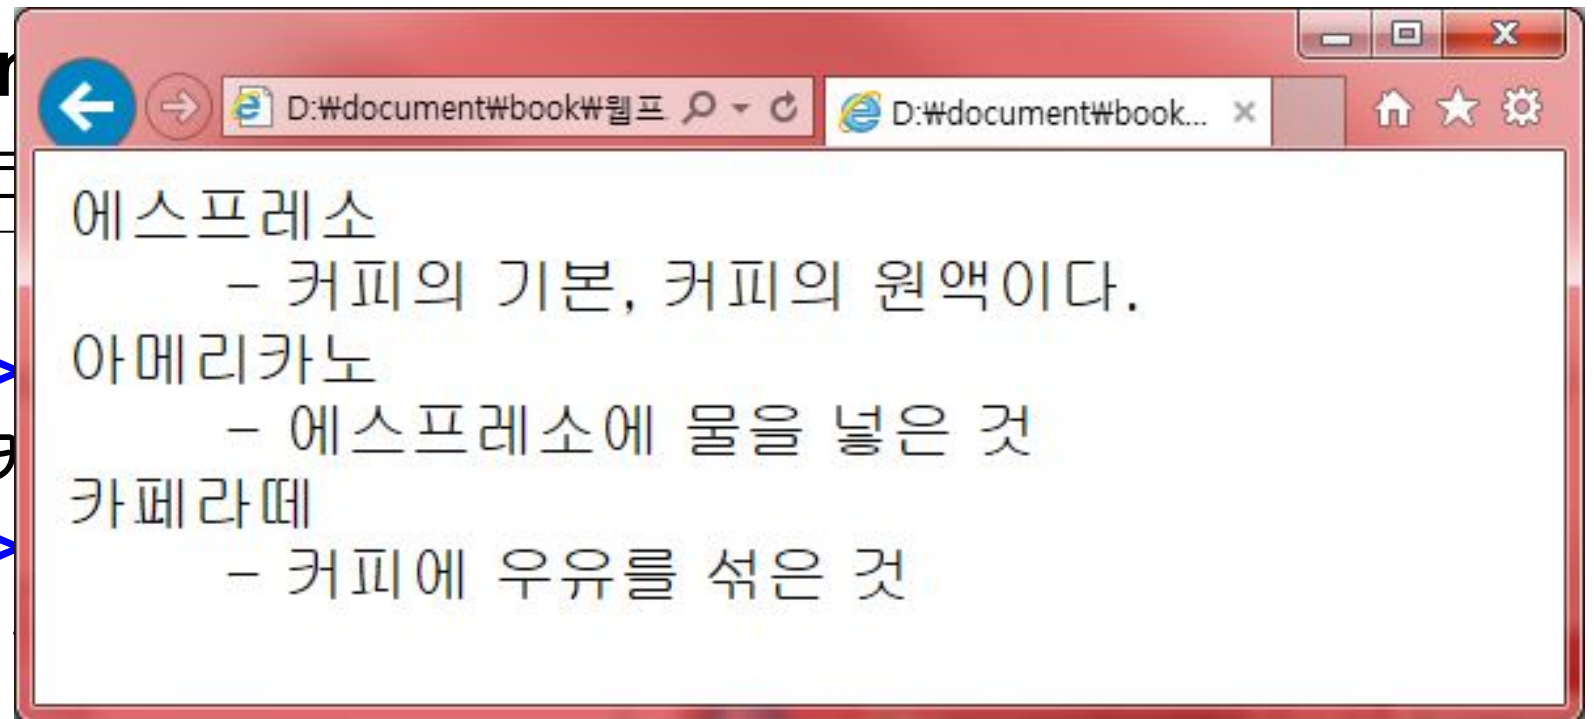 D:₩document₩book₩웹프
D:₩document₩book...
에스프레소
- 커피의 기본, 커피의 원액이다.
아메리카노
- 에스프레소에 물을 넣은 것
카페라떼
- 커피에 우유를 섞은 것